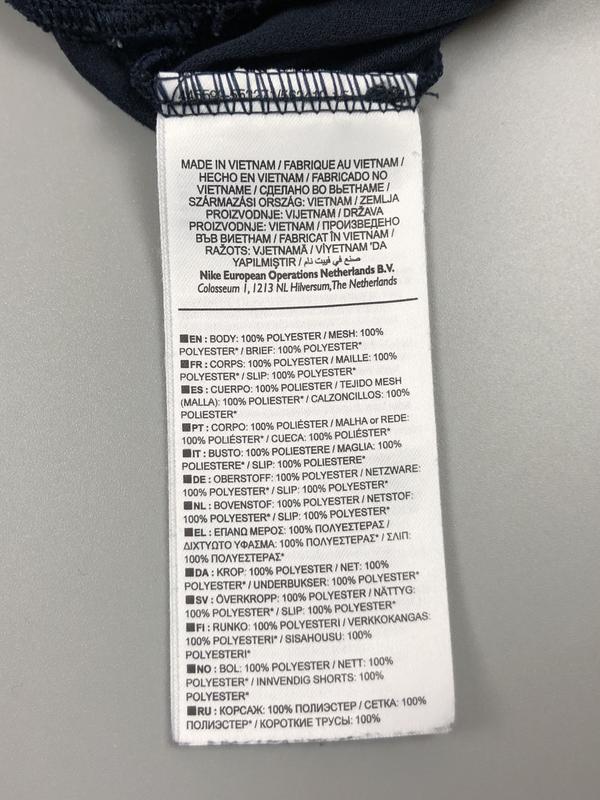 MADE IN VIETNAM / FABRIQUE AU VIETNAM /
HECHO EN VIETNAM / FABRICADO NO
VIETNAME / СДЕЛАНО ВО ВЬЕТНАМЕ /
SZÁRMAZÁSI ORSZÁG: VIETNAM / ZEMLJA
PROIZVODNJE: VIJETNAM / DRŽAVA
PROIZVODNJE: VIETNAM / ПРОИЗВЕДЕНО
ВЪВ ВИЕТНАМ / FABRICAT ÎN VIETNAM /
RAŽOTS: VJETNAMĀ / VİYETNAM 'DA
YAPILMIŞTIR / صنع في فييت نام
Nike European Operations Netherlands B.V.
Colosseum 1, 1213 NL Hilversum, The Netherlands
■EN : BODY: 100% POLYESTER / MESH: 100%
POLYESTER* / BRIEF: 100% POLYESTER*
■FR : CORPS: 100% POLYESTER / MAILLE: 100%
POLYESTER* / SLIP: 100% POLYESTER*
■ES : CUERPO: 100% POLIESTER / TEJIDO MESH
(MALLA): 100% POLIESTER* / CALZONCILLOS: 100%
POLIESTER*
■PT : CORPO: 100% POLIÉSTER / MALHA or REDE:
100% POLIÉSTER* / CUECA: 100% POLIÉSTER*
■IT : BUSTO: 100% POLIESTERE / MAGLIA: 100%
POLIESTERE* / SLIP: 100% POLIESTERE*
■DE : OBERSTOFF: 100% POLYESTER / NETZWARE:
100% POLYESTER* / SLIP: 100% POLYESTER*
■NL : BOVENSTOF: 100% POLYESTER / NETSTOF:
100% POLYESTER* / SLIP: 100% POLYESTER*
■EL : ΕΠΑΝΩ ΜΕΡΟΣ: 100% ΠΟΛΥΕΣΤΕΡΑΣ /
ΔΙΧΤΥΩΤΟ ΥΦΑΣΜΑ: 100% ΠΟΛΥΕΣΤΕΡΑΣ* / ΣΛΙΠ:
100% ΠΟΛΥΕΣΤΕΡΑΣ*
■DA : KROP: 100% POLYESTER / NET: 100%
POLYESTER* / UNDERBUKSER: 100% POLYESTER*
■SV : ÖVERKROPP: 100% POLYESTER / NÄTTYG:
100% POLYESTER* / SLIP: 100% POLYESTER*
■FI : RUNKO: 100% POLYESTERI / VERKKOKANGAS:
100% POLYESTERI* / SISAHOUSU: 100%
POLYESTERI*
■NO : BOL: 100% POLYESTER / NETT: 100%
POLYESTER* / INNVENDIG SHORTS: 100%
POLYESTER*
■RU : КОРСАЖ: 100% ПОЛИЭСТЕР / СЕТКА: 100%
ПОЛИЭСТЕР* / КОРОТКИЕ ТРУСЫ: 100%